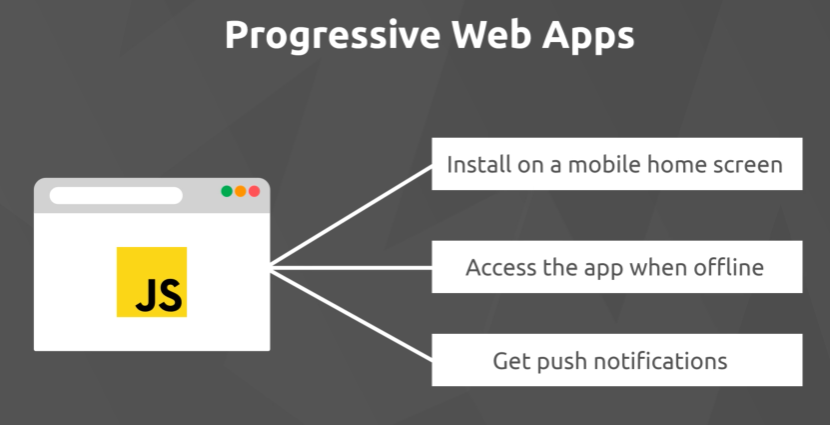 Progressive Web Apps
Install on a mobile home screen
JS
Access the app when offline
Get push notifications